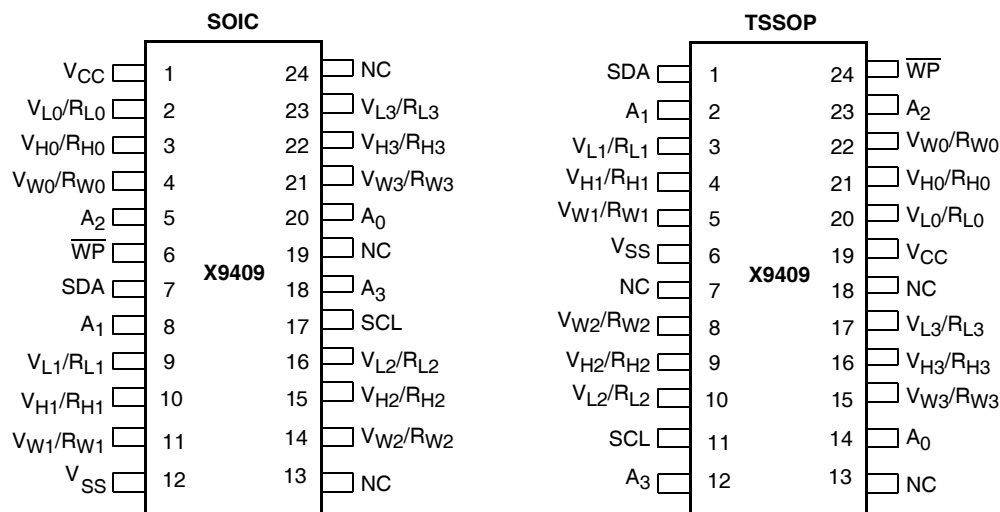 SOIC
VCC 1 24 NC
VL0/RL0 2 23 VL3/RL3
VH0/RH0 3 22 VH3/RH3
VW0/RW0 4 21 VW3/RW3
A2 5 20 A0
W̅P̅ 6 19 NC
X9409
SDA 7 18 A3
A1 8 17 SCL
VL1/RL1 9 16 VL2/RL2
VH1/RH1 10 15 VH2/RH2
VW1/RW1 11 14 VW2/RW2
VSS 12 13 NC
TSSOP
SDA 1 24 W̅P̅
A1 2 23 A2
VL1/RL1 3 22 VW0/RW0
VH1/RH1 4 21 VH0/RH0
VW1/RW1 5 20 VL0/RL0
VSS 6 19 VCC
X9409
NC 7 18 NC
VW2/RW2 8 17 VL3/RL3
VH2/RH2 9 16 VH3/RH3
VL2/RL2 10 15 VW3/RW3
SCL 11 14 A0
A3 12 13 NC